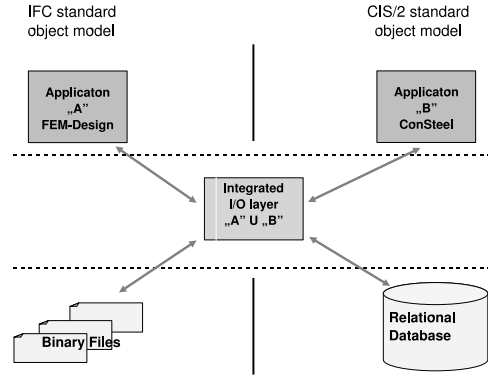 IFC standard
object model
CIS/2 standard
object model
Applicaton
„A”
FEM-Design
Applicaton
„B”
ConSteel
Integrated
I/O layer
„A” U „B”
Binary Files
Relational
Database